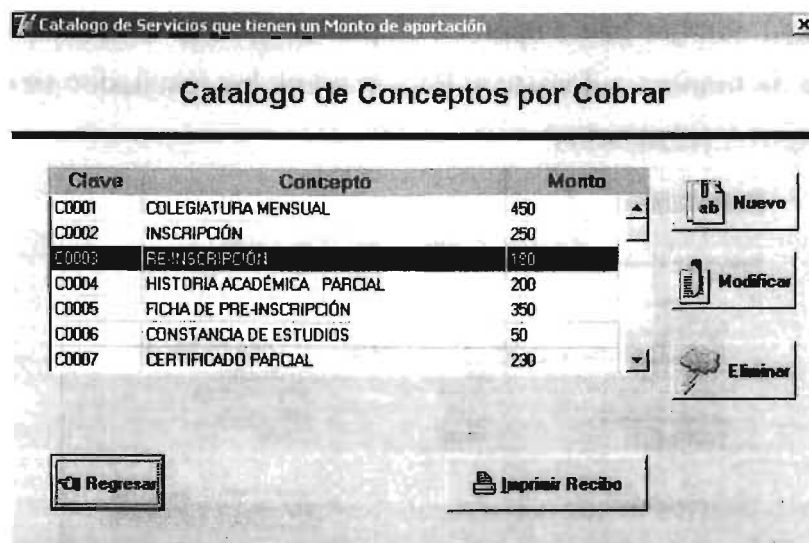 Catalogo de Servicios que tienen un Monto de aportación
Catalogo de Conceptos por Cobrar
Clave Concepto Monto
C0001 COLEGIATURA MENSUAL 450
C0002 INSCRIPCIÓN 250
C0003 RE-INSCRIPCIÓN
C0004 HISTORIA ACADÉMICA PARCIAL 200
C0005 FICHA DE PRE-INSCRIPCIÓN 350
C0006 CONSTANCIA DE ESTUDIOS 50
C0007 CERTIFICADO PARCIAL 230
ab Nuevo
Modificar
Eliminar
Regresar
Imprimir Recibo